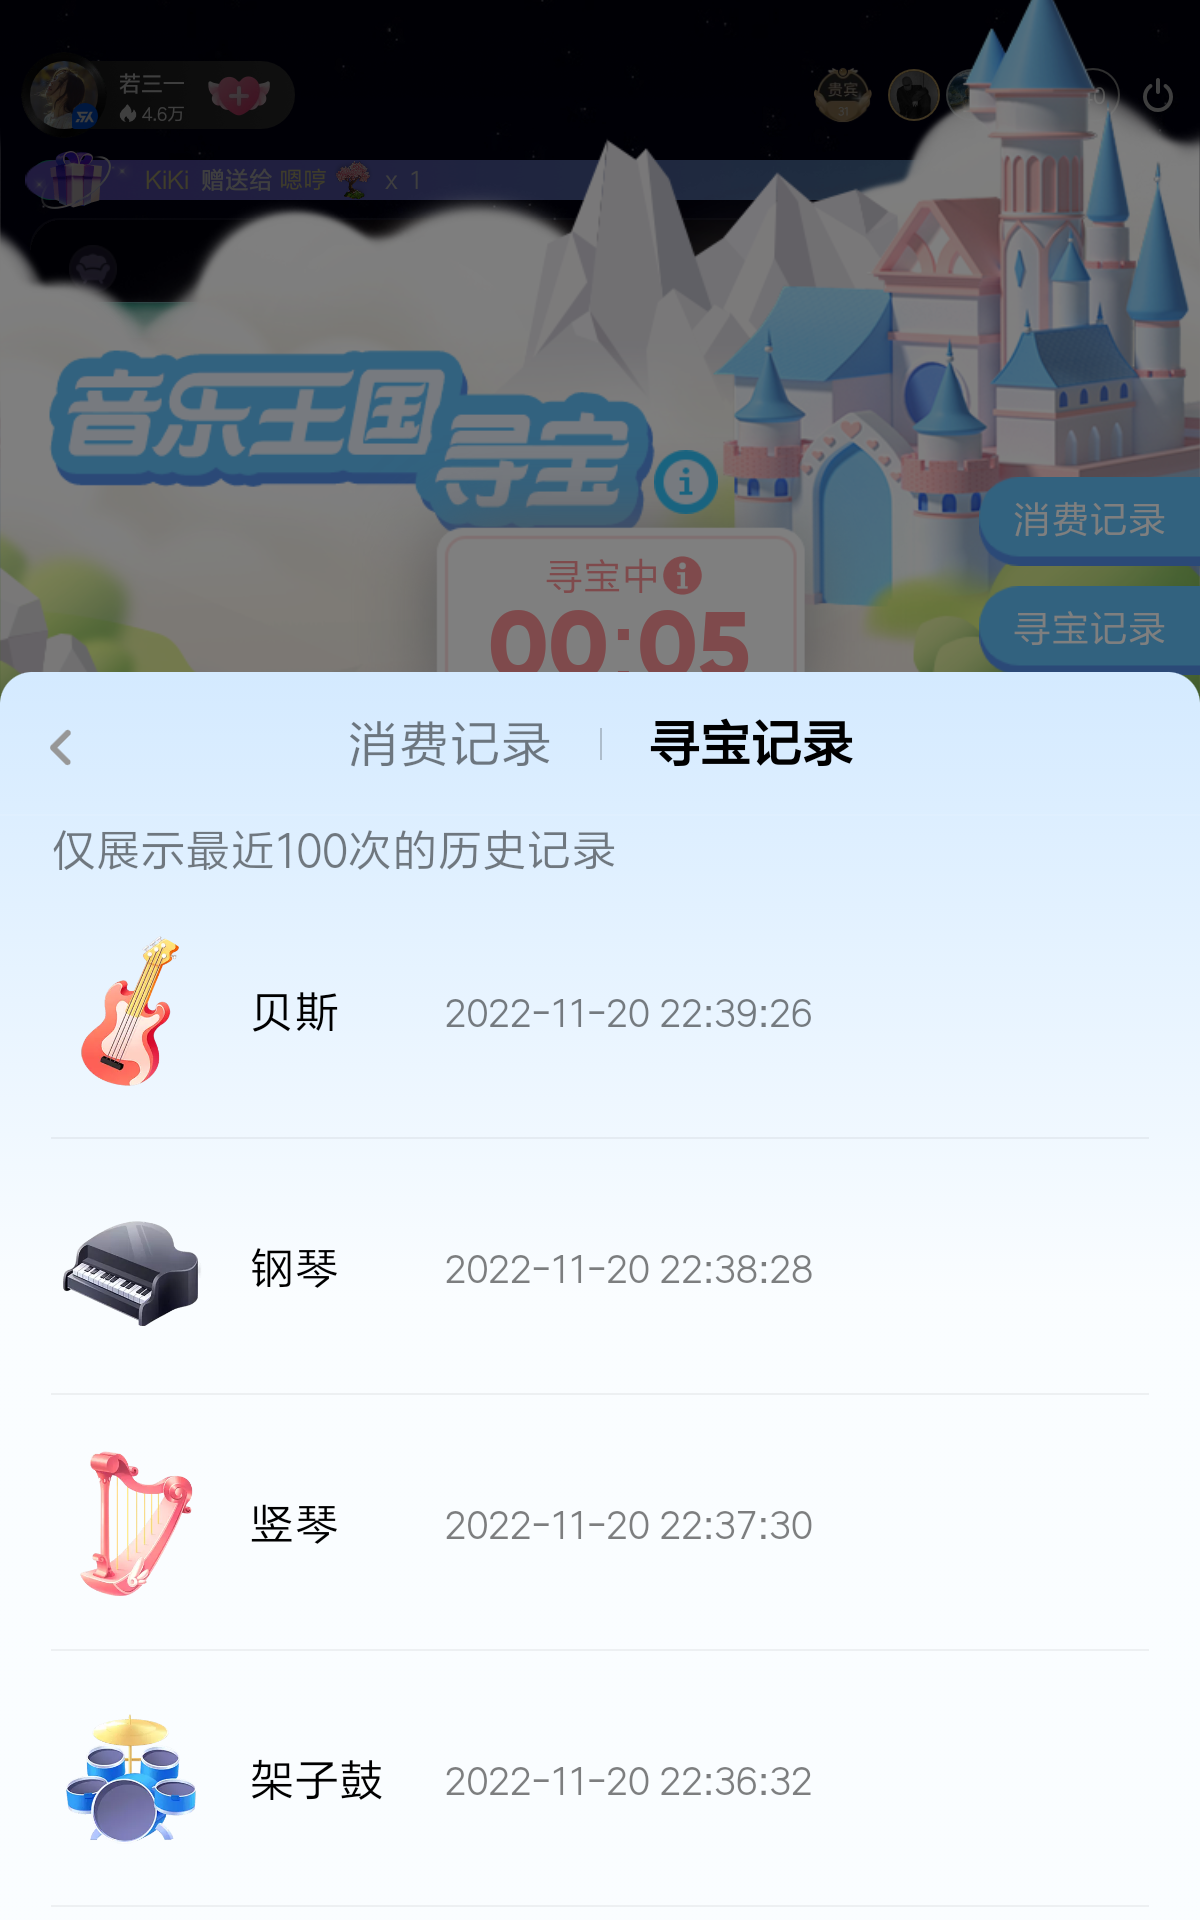 若三一
4.6万
贵宾
31
KiKi 赠送给 嗯哼 x 1
音乐王国
寻宝
消费记录
寻宝中
00:05
寻宝记录
消费记录
寻宝记录
仅展示最近100次的历史记录
贝斯 2022-11-20 22:39:26
钢琴 2022-11-20 22:38:28
竖琴 2022-11-20 22:37:30
架子鼓 2022-11-20 22:36:32